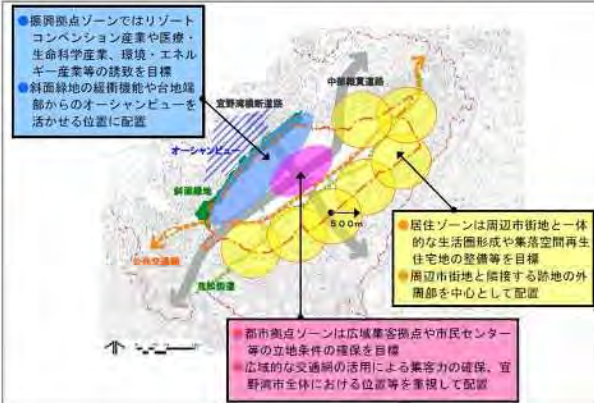 ●振興拠点ゾーンではリゾート
コンベンション産業や医療・
生命科学産業、環境・エネル
ギー産業等の誘致を目標
●斜面緑地の緩衝機能や台地端
部からのオーシャンビューを
活かせる位置に配置
中部縦貫道路
宜野湾横断道路
オーシャンビュー
斜面緑地
500m
公共交通軸
●居住ゾーンは周辺市街地と一体
的な生活圏形成や集落空間再生
住宅地の整備等を目標
●周辺市街地と隣接する跡地の外
周部を中心として配置
●都市拠点ゾーンは広域集客拠点や市民センター
等の立地条件の確保を目標
●広域的な交通網の活用による集客力の確保、宜
野湾市全体における位置等を重視して配置